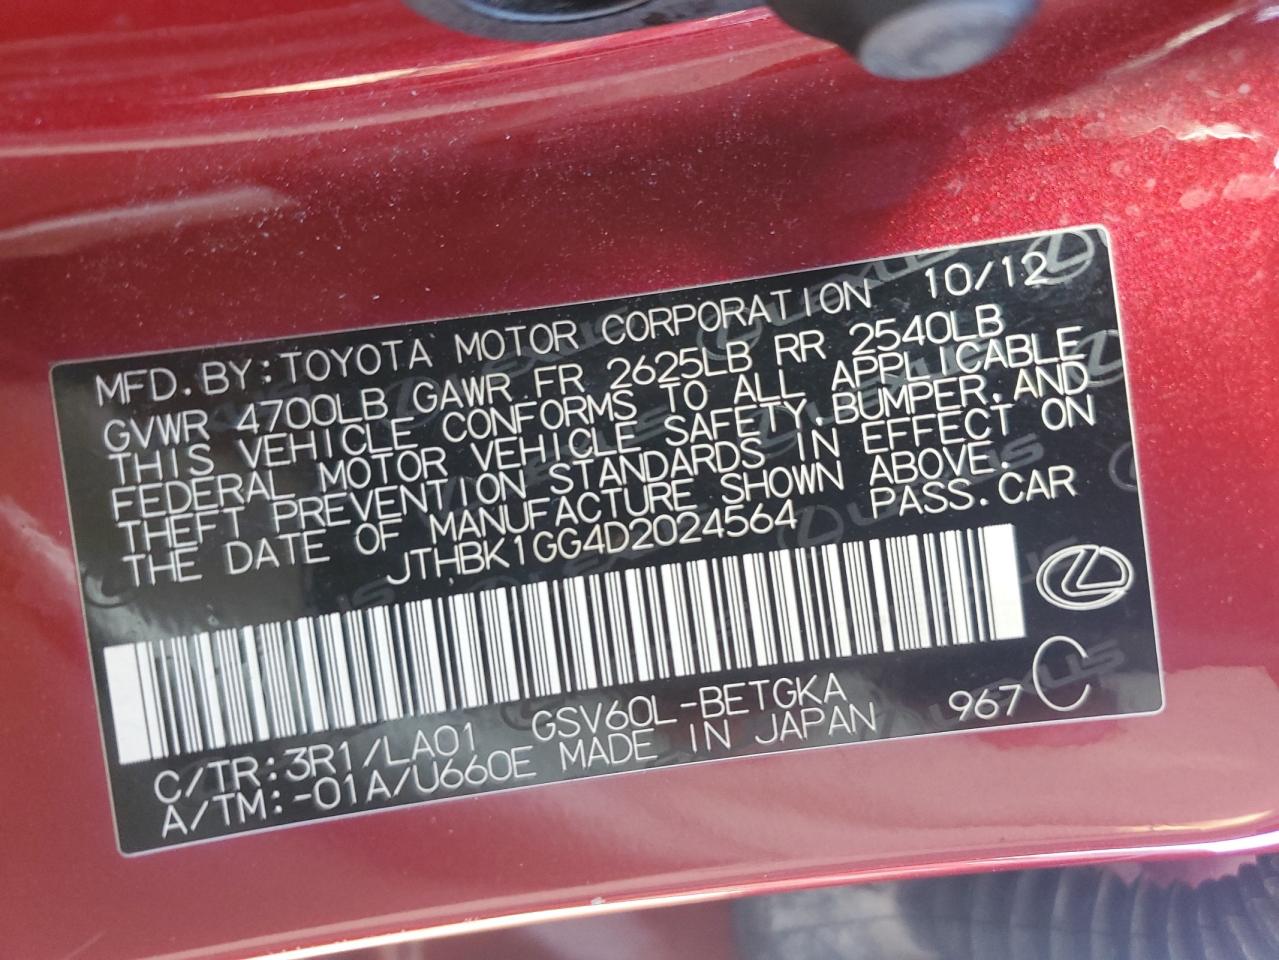 MFD.BY:TOYOTA MOTOR CORPORATION 10/12
GVWR 4700LB GAWR FR 2625LB RR 2540LB
THIS VEHICLE CONFORMS TO ALL APPLICABLE
FEDERAL MOTOR VEHICLE SAFETY,BUMPER,AND
THEFT PREVENTION STANDARDS IN EFFECT ON
THE DATE OF MANUFACTURE SHOWN ABOVE.
JTHBK1GG4D2024564 PASS.CAR
C/TR:3R1/LA01 GSV60L-BETGKA 967 C
A/TM:-01A/U660E MADE IN JAPAN